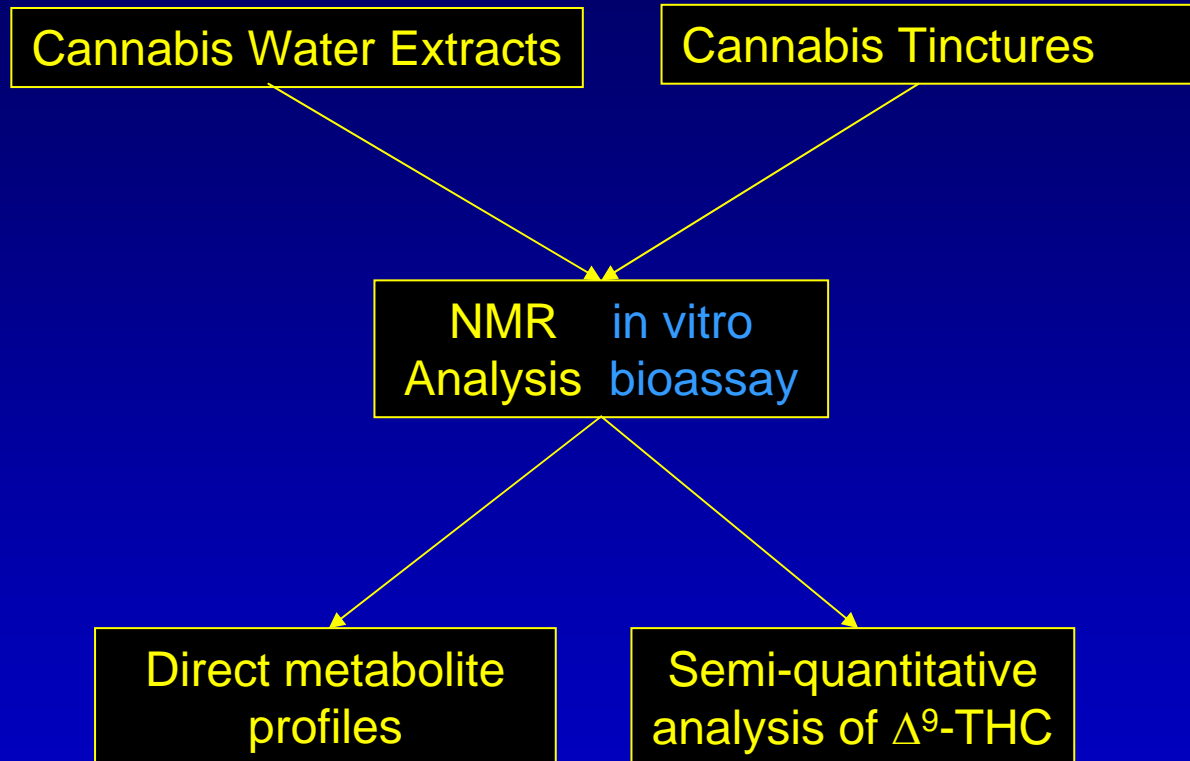 Cannabis Water Extracts
Cannabis Tinctures
NMR in vitro
Analysis bioassay
Direct metabolite
profiles
Semi-quantitative
analysis of Δ⁹-THC